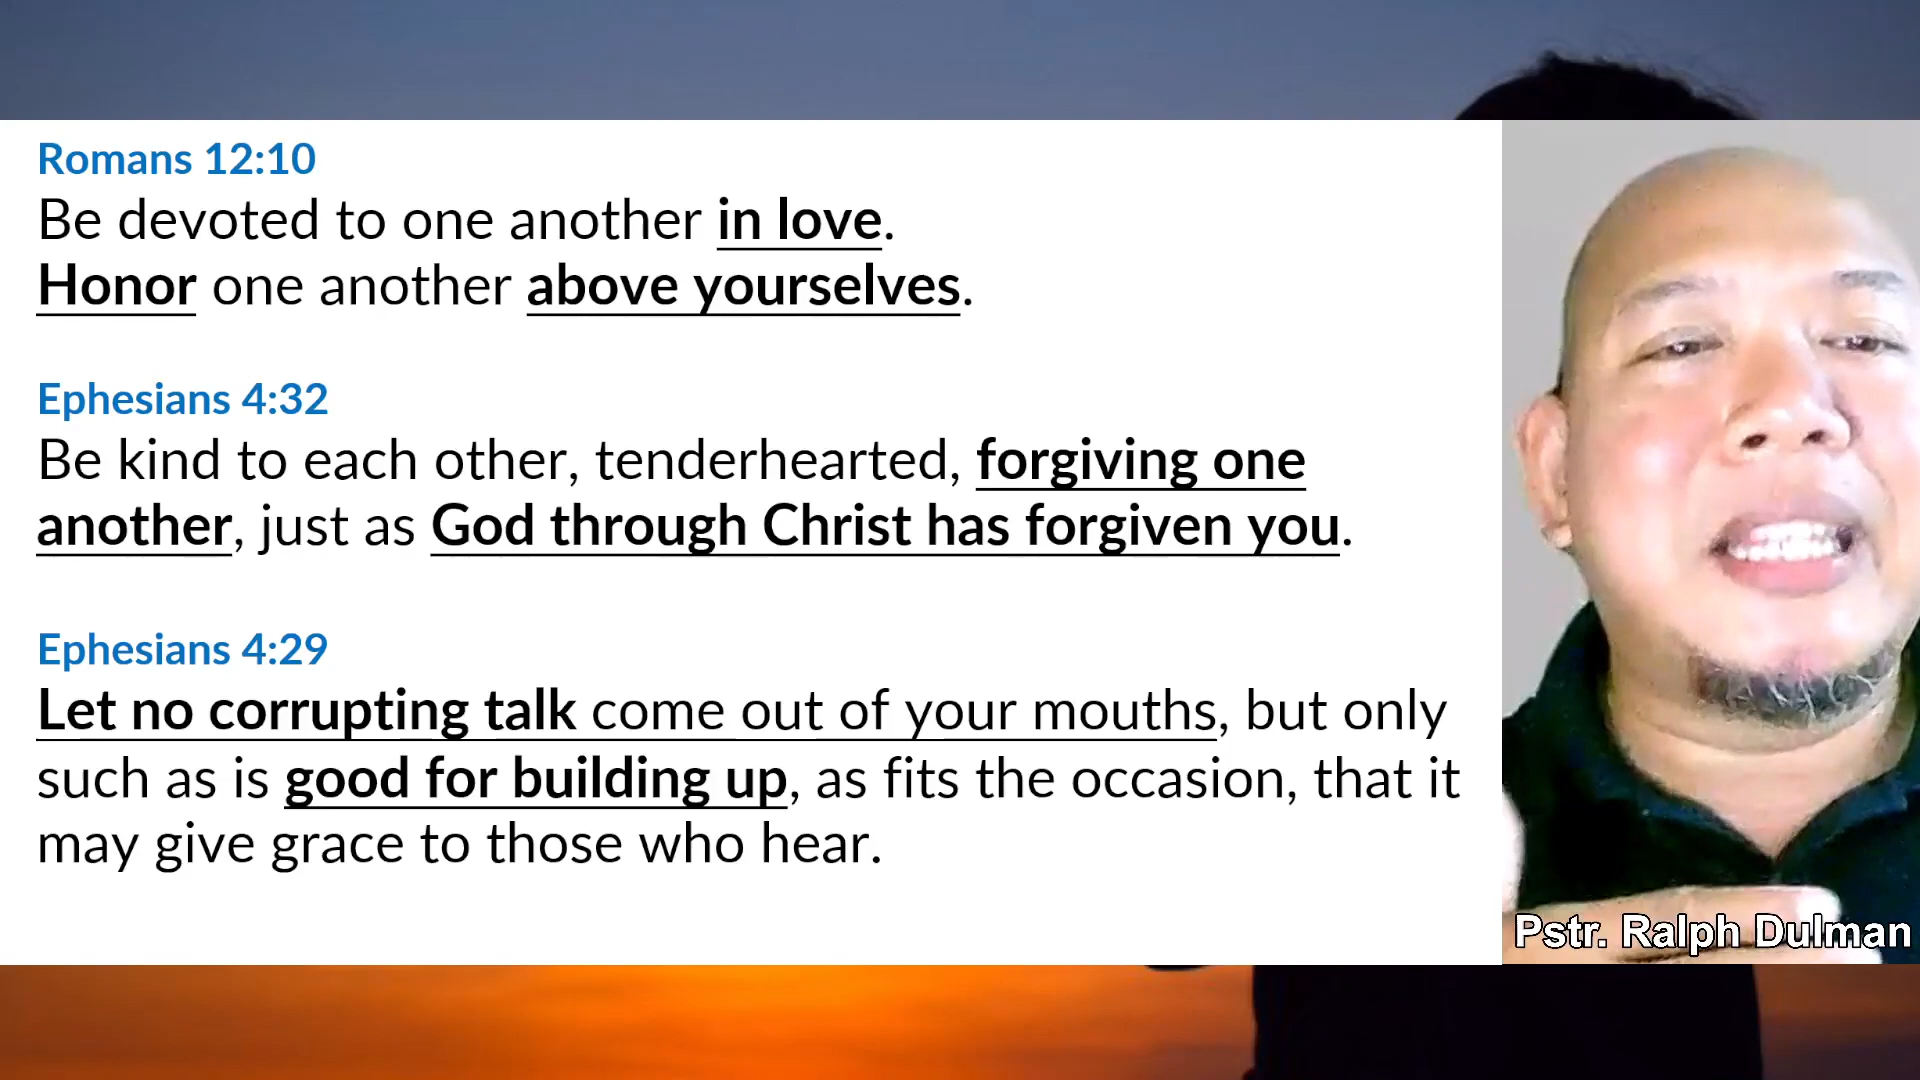 Romans 12:10
Be devoted to one another in love.
Honor one another above yourselves.
Ephesians 4:32
Be kind to each other, tenderhearted, forgiving one
another, just as God through Christ has forgiven you.
Ephesians 4:29
Let no corrupting talk come out of your mouths, but only
such as is good for building up, as fits the occasion, that it
may give grace to those who hear.
Pstr. Ralph Dulman